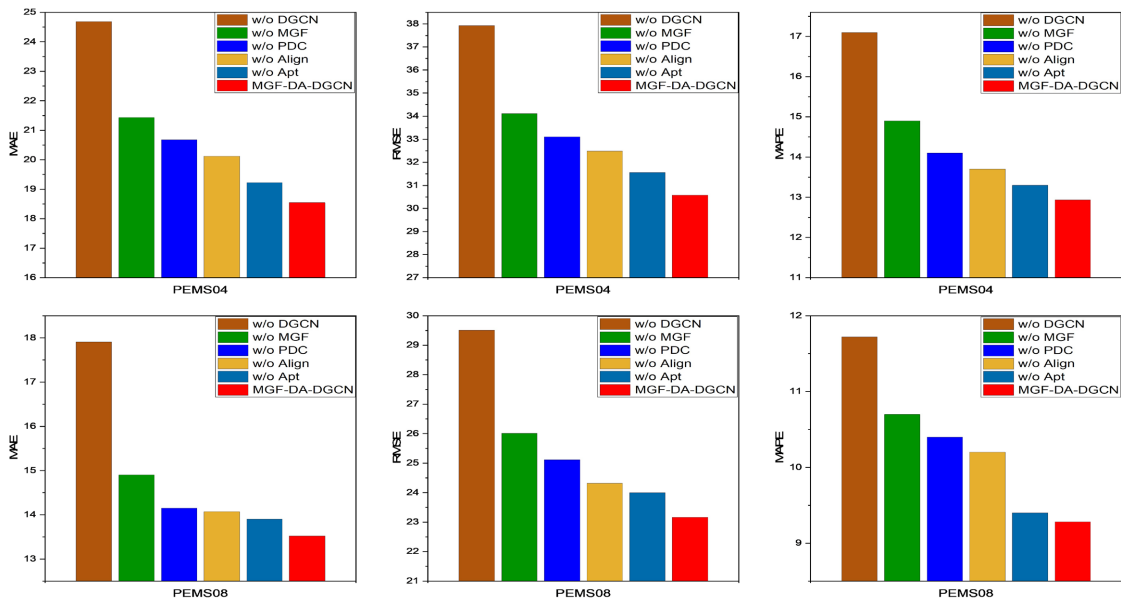 25
24
23
22
21
20
19
18
17
16
MAE
w/o DGCN
w/o MGF
w/o PDC
w/o Align
w/o Apt
MGF-DA-DGCN
PEMS04
38
37
36
35
34
33
32
31
30
29
28
27
RMSE
w/o DGCN
w/o MGF
w/o PDC
w/o Align
w/o Apt
MGF-DA-DGCN
PEMS04
17
16
15
14
13
12
11
MAPE
w/o DGCN
w/o MGF
w/o PDC
w/o Align
w/o Apt
MGF-DA-DGCN
PEMS04
18
17
16
15
14
13
MAE
w/o DGCN
w/o MGF
w/o PDC
w/o Align
w/o Apt
MGF-DA-DGCN
PEMS08
30
29
28
27
26
25
24
23
22
21
RMSE
w/o DGCN
w/o MGF
w/o PDC
w/o Align
w/o Apt
MGF-DA-DGCN
PEMS08
12
11
10
9
MAPE
w/o DGCN
w/o MGF
w/o PDC
w/o Align
w/o Apt
MGF-DA-DGCN
PEMS08